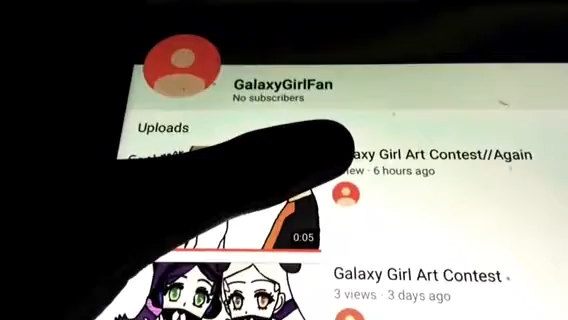 GalaxyGirlFan
No subscribers
Uploads
axy Girl Art Contest//Again
iew · 6 hours ago
0:05
Galaxy Girl Art Contest
3 views · 3 days ago